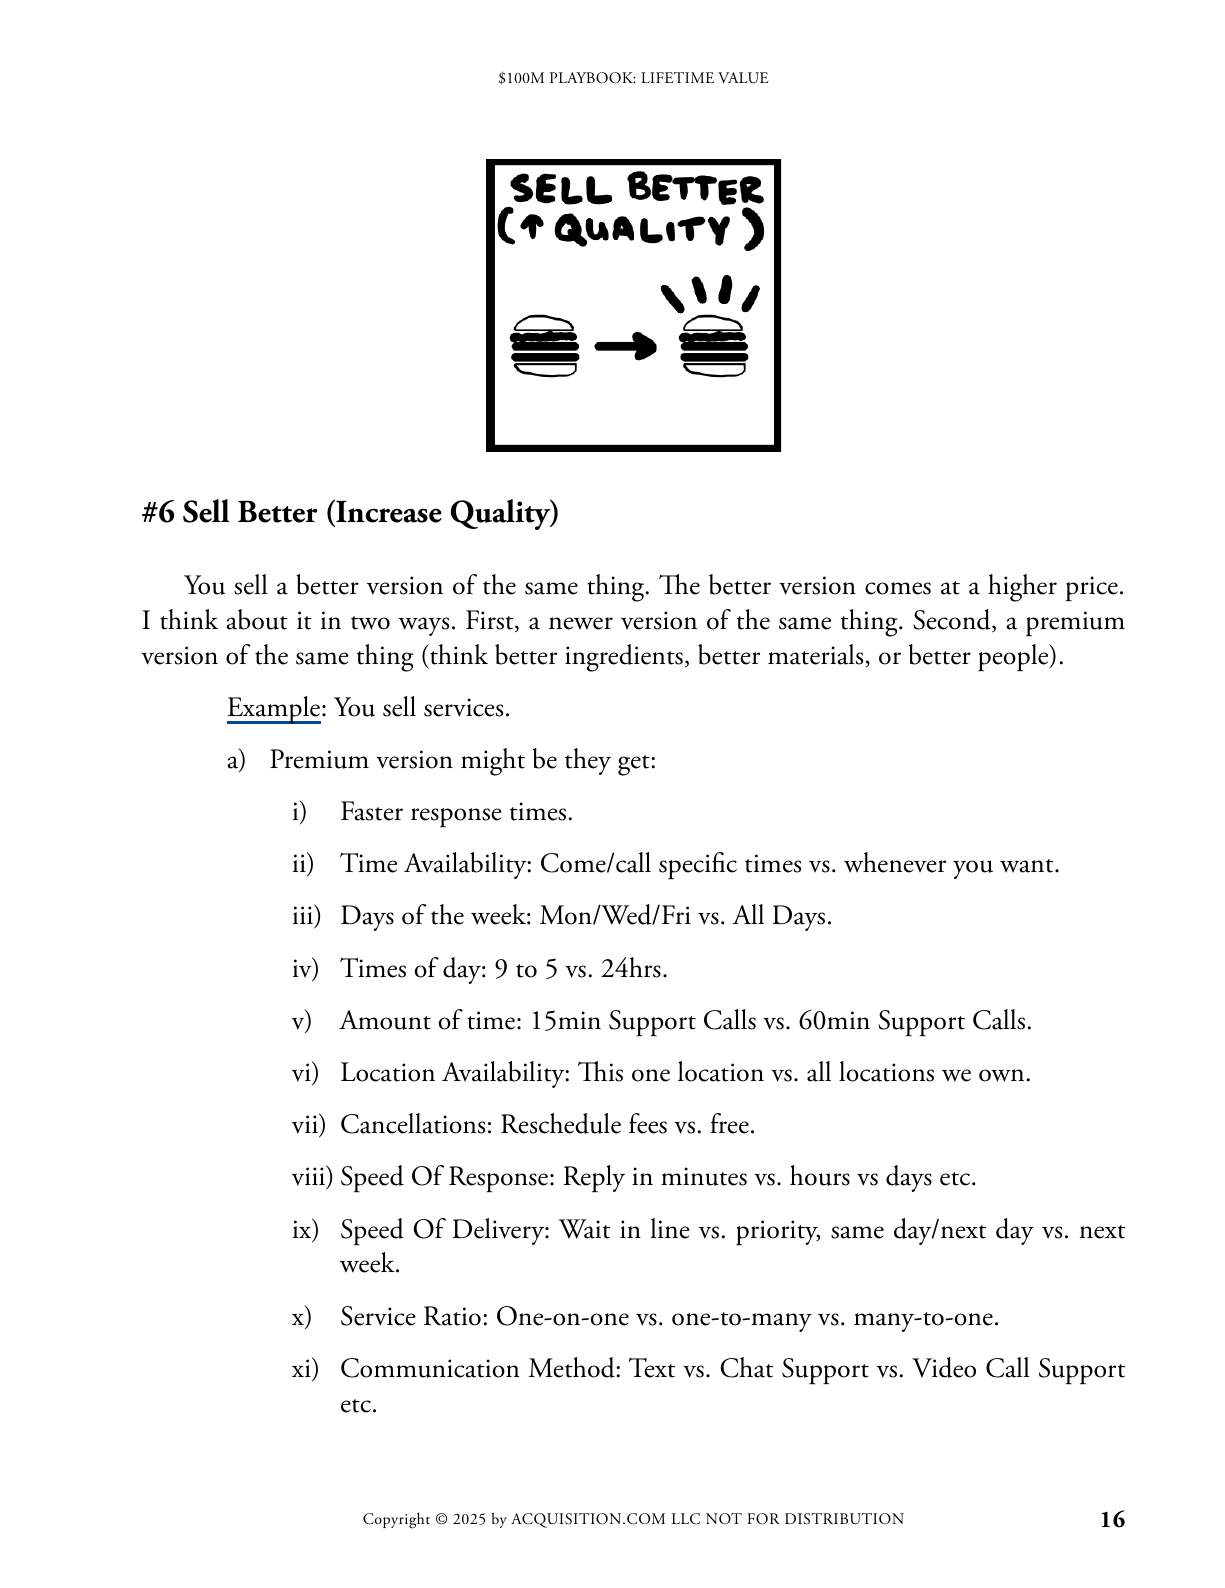 $100M PLAYBOOK: LIFETIME VALUE
SELL BETTER
(↑ QUALITY)
#6 Sell Better (Increase Quality)
You sell a better version of the same thing. The better version comes at a higher price.
I think about it in two ways. First, a newer version of the same thing. Second, a premium
version of the same thing (think better ingredients, better materials, or better people).
Example: You sell services.
a) Premium version might be they get:
i) Faster response times.
ii) Time Availability: Come/call specific times vs. whenever you want.
iii) Days of the week: Mon/Wed/Fri vs. All Days.
iv) Times of day: 9 to 5 vs. 24hrs.
v) Amount of time: 15min Support Calls vs. 60min Support Calls.
vi) Location Availability: This one location vs. all locations we own.
vii) Cancellations: Reschedule fees vs. free.
viii) Speed Of Response: Reply in minutes vs. hours vs days etc.
ix) Speed Of Delivery: Wait in line vs. priority, same day/next day vs. next
week.
x) Service Ratio: One-on-one vs. one-to-many vs. many-to-one.
xi) Communication Method: Text vs. Chat Support vs. Video Call Support
etc.
Copyright © 2025 by ACQUISITION.COM LLC NOT FOR DISTRIBUTION
16